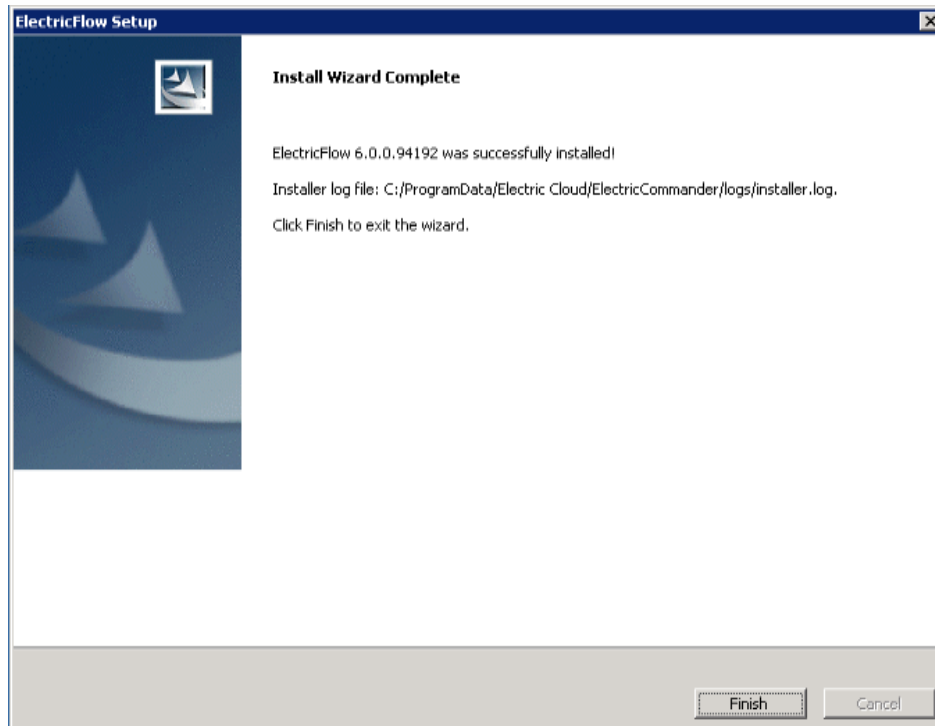 ElectricFlow Setup
Install Wizard Complete
ElectricFlow 6.0.0.94192 was successfully installed!
Installer log file: C:/ProgramData/Electric Cloud/ElectricCommander/logs/installer.log.
Click Finish to exit the wizard.
Finish
Cancel